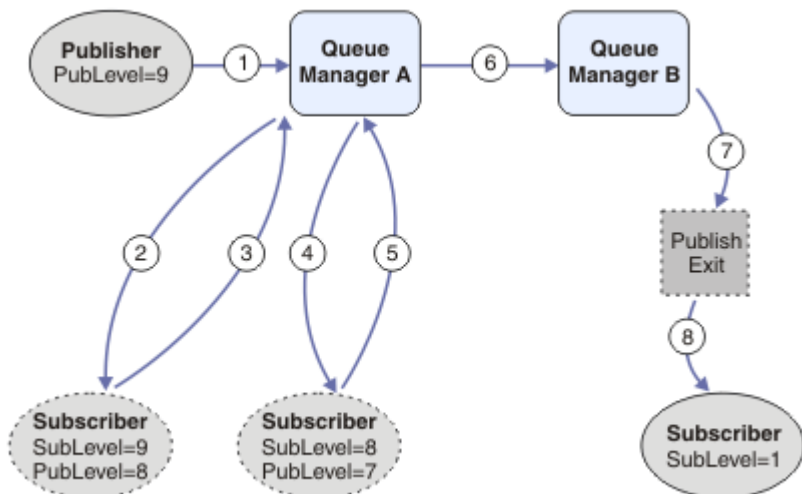 Publisher
PubLevel=9
1
Queue
Manager A
6
Queue
Manager B
7
2
3
4
5
Publish
Exit
8
Subscriber
SubLevel=9
PubLevel=8
Subscriber
SubLevel=8
PubLevel=7
Subscriber
SubLevel=1